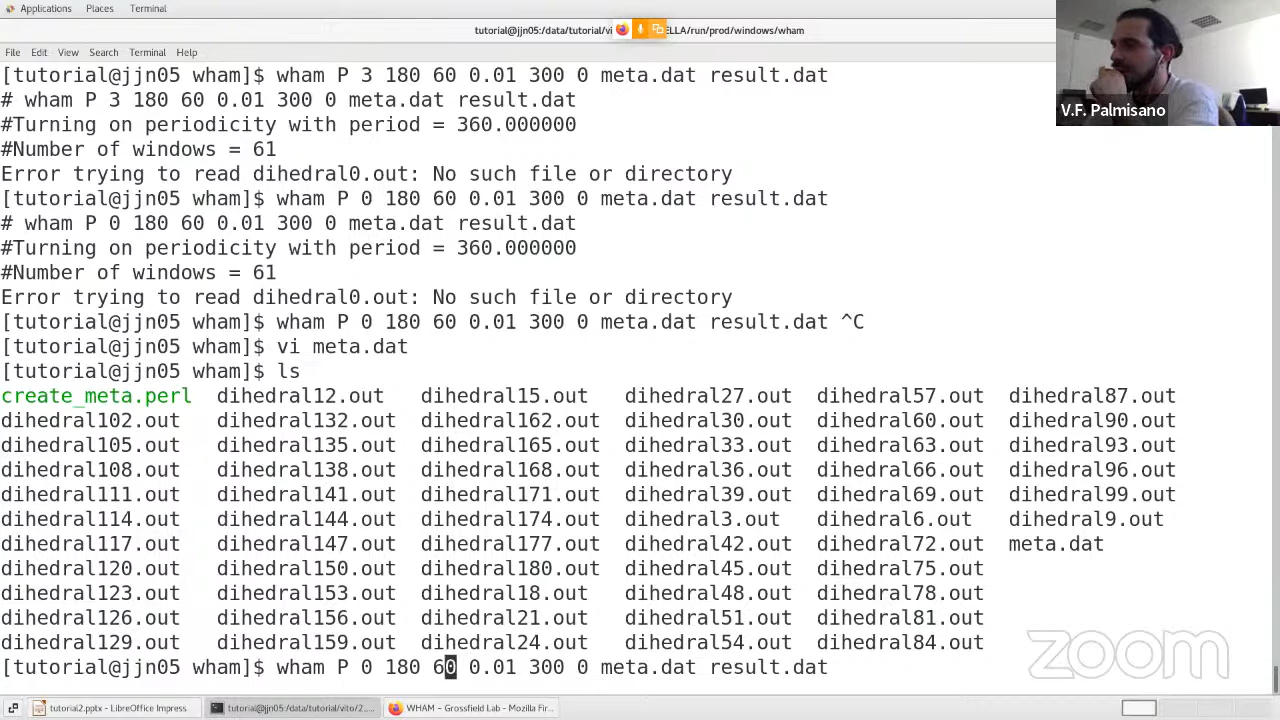 Applications Places Terminal
tutorial@jjn05:/data/tutorial/vi ELLA/run/prod/windows/wham
File Edit View Search Terminal Help
[tutorial@jjn05 wham]$ wham P 3 180 60 0.01 300 0 meta.dat result.dat
# wham P 3 180 60 0.01 300 0 meta.dat result.dat
#Turning on periodicity with period = 360.000000
#Number of windows = 61
Error trying to read dihedral0.out: No such file or directory
[tutorial@jjn05 wham]$ wham P 0 180 60 0.01 300 0 meta.dat result.dat
# wham P 0 180 60 0.01 300 0 meta.dat result.dat
#Turning on periodicity with period = 360.000000
#Number of windows = 61
Error trying to read dihedral0.out: No such file or directory
[tutorial@jjn05 wham]$ wham P 0 180 60 0.01 300 0 meta.dat result.dat ^C
[tutorial@jjn05 wham]$ vi meta.dat
[tutorial@jjn05 wham]$ ls
create_meta.perl dihedral12.out dihedral15.out dihedral27.out dihedral57.out dihedral87.out
dihedral102.out dihedral132.out dihedral162.out dihedral30.out dihedral60.out dihedral90.out
dihedral105.out dihedral135.out dihedral165.out dihedral33.out dihedral63.out dihedral93.out
dihedral108.out dihedral138.out dihedral168.out dihedral36.out dihedral66.out dihedral96.out
dihedral111.out dihedral141.out dihedral171.out dihedral39.out dihedral69.out dihedral99.out
dihedral114.out dihedral144.out dihedral174.out dihedral3.out dihedral6.out dihedral9.out
dihedral117.out dihedral147.out dihedral177.out dihedral42.out dihedral72.out meta.dat
dihedral120.out dihedral150.out dihedral180.out dihedral45.out dihedral75.out
dihedral123.out dihedral153.out dihedral18.out dihedral48.out dihedral78.out
dihedral126.out dihedral156.out dihedral21.out dihedral51.out dihedral81.out
dihedral129.out dihedral159.out dihedral24.out dihedral54.out dihedral84.out
[tutorial@jjn05 wham]$ wham P 0 180 60 0.01 300 0 meta.dat result.dat
V.F. Palmisano
zoom
tutorial2.pptx - LibreOffice Impress
tutorial@jjn05:/data/tutorial/vito/2....
WHAM – Grossfield Lab - Mozilla Fir...